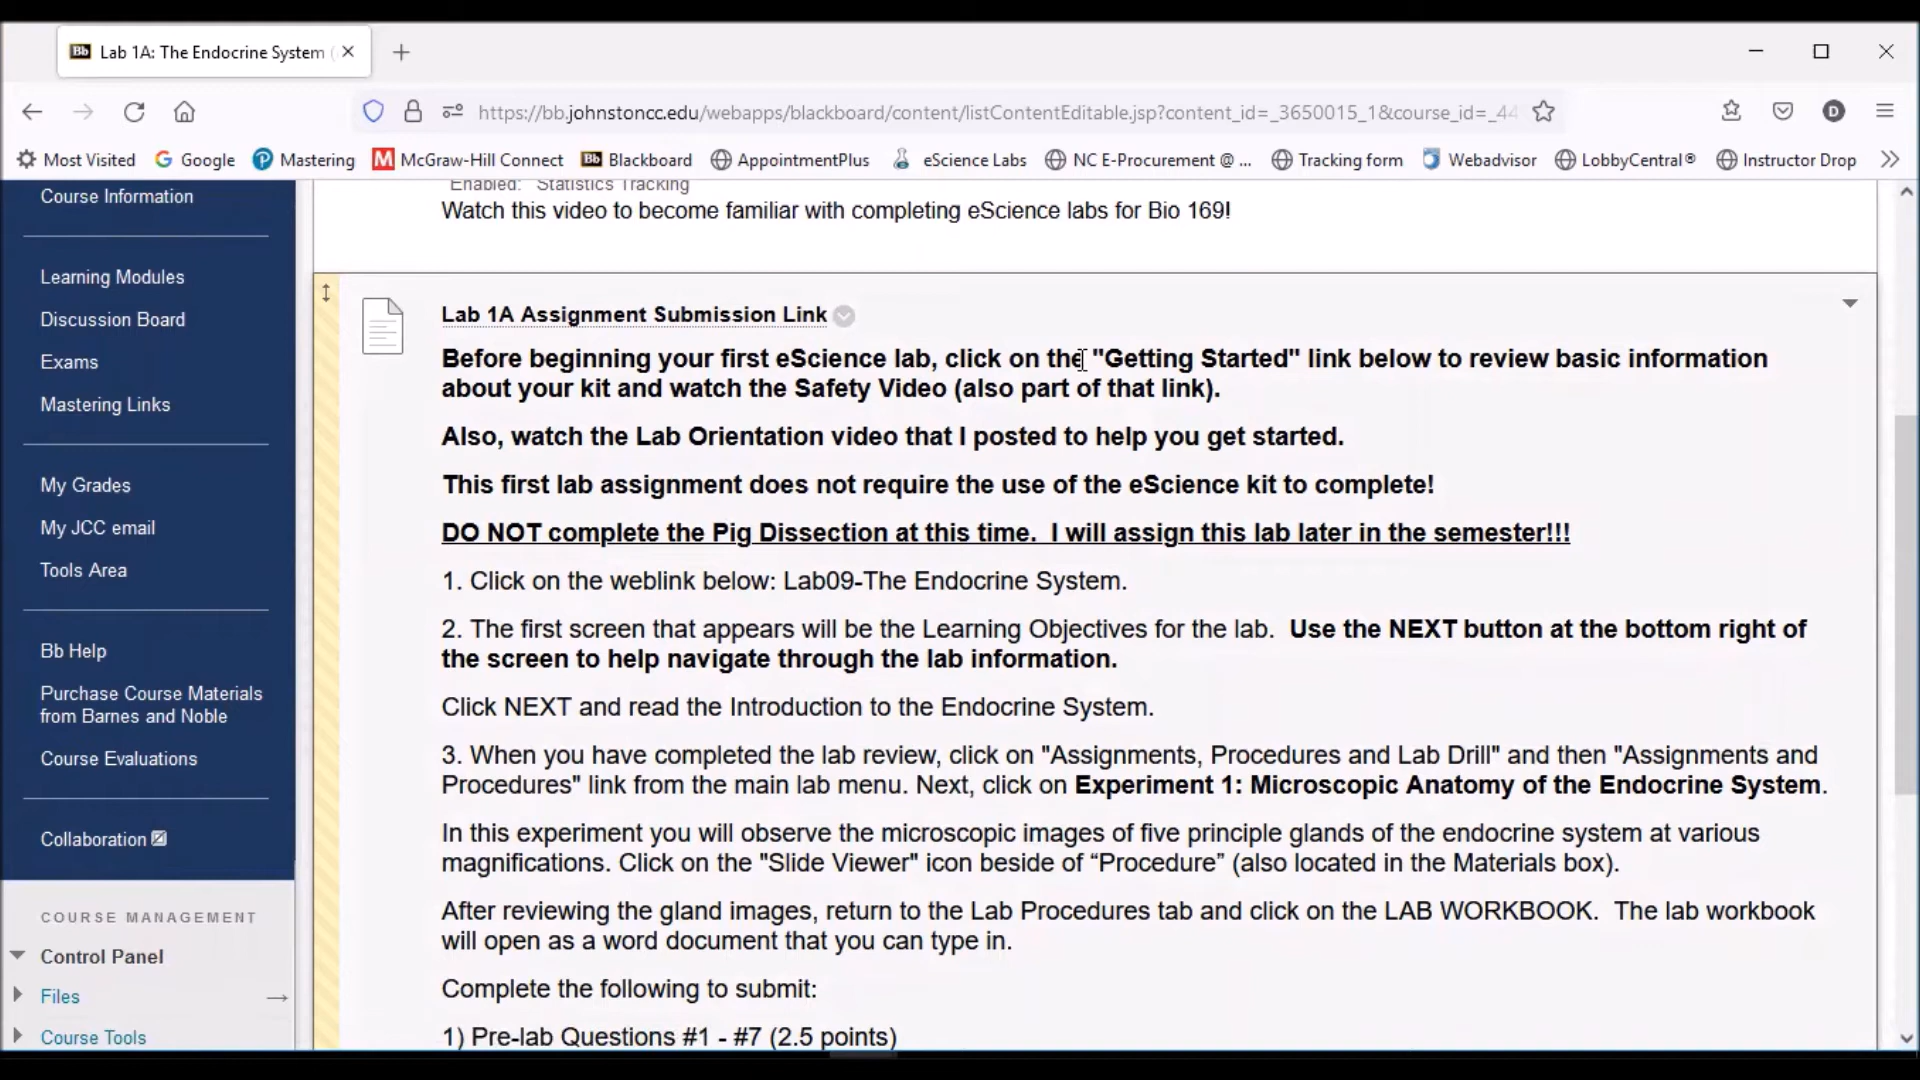 Bb Lab 1A: The Endocrine System (
https://bb.johnstoncc.edu/webapps/blackboard/content/listContentEditable.jsp?content_id=_3650015_1&course_id=_44
D
Most Visited Google Mastering M McGraw-Hill Connect Bb Blackboard AppointmentPlus eScience Labs NC E-Procurement @ ... Tracking form Webadvisor LobbyCentral® Instructor Drop
Course Information
Learning Modules
Discussion Board
Exams
Mastering Links
My Grades
My JCC email
Tools Area
Bb Help
Purchase Course Materials
from Barnes and Noble
Course Evaluations
Collaboration
COURSE MANAGEMENT
Control Panel
Files
Course Tools
Enabled: Statistics Tracking
Watch this video to become familiar with completing eScience labs for Bio 169!
Lab 1A Assignment Submission Link
Before beginning your first eScience lab, click on the "Getting Started" link below to review basic information
about your kit and watch the Safety Video (also part of that link).
Also, watch the Lab Orientation video that I posted to help you get started.
This first lab assignment does not require the use of the eScience kit to complete!
DO NOT complete the Pig Dissection at this time.  I will assign this lab later in the semester!!!
1. Click on the weblink below: Lab09-The Endocrine System.
2. The first screen that appears will be the Learning Objectives for the lab.  Use the NEXT button at the bottom right of
the screen to help navigate through the lab information.
Click NEXT and read the Introduction to the Endocrine System.
3. When you have completed the lab review, click on "Assignments, Procedures and Lab Drill" and then "Assignments and
Procedures" link from the main lab menu. Next, click on Experiment 1: Microscopic Anatomy of the Endocrine System.
In this experiment you will observe the microscopic images of five principle glands of the endocrine system at various
magnifications. Click on the "Slide Viewer" icon beside of “Procedure” (also located in the Materials box).
After reviewing the gland images, return to the Lab Procedures tab and click on the LAB WORKBOOK.  The lab workbook
will open as a word document that you can type in.
Complete the following to submit:
1) Pre-lab Questions #1 - #7 (2.5 points)